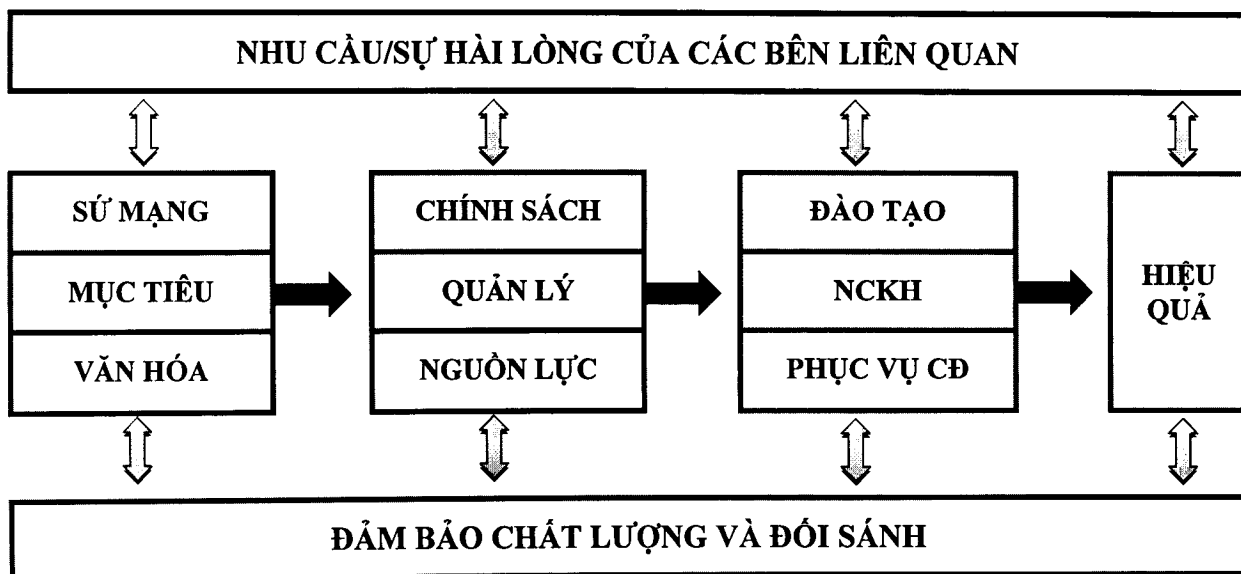 NHU CẦU/SỰ HÀI LÒNG CỦA CÁC BÊN LIÊN QUAN
SỨ MẠNG
MỤC TIÊU
VĂN HÓA
CHÍNH SÁCH
QUẢN LÝ
NGUỒN LỰC
ĐÀO TẠO
NCKH
PHỤC VỤ CĐ
HIỆU
QUẢ
ĐẢM BẢO CHẤT LƯỢNG VÀ ĐỐI SÁNH